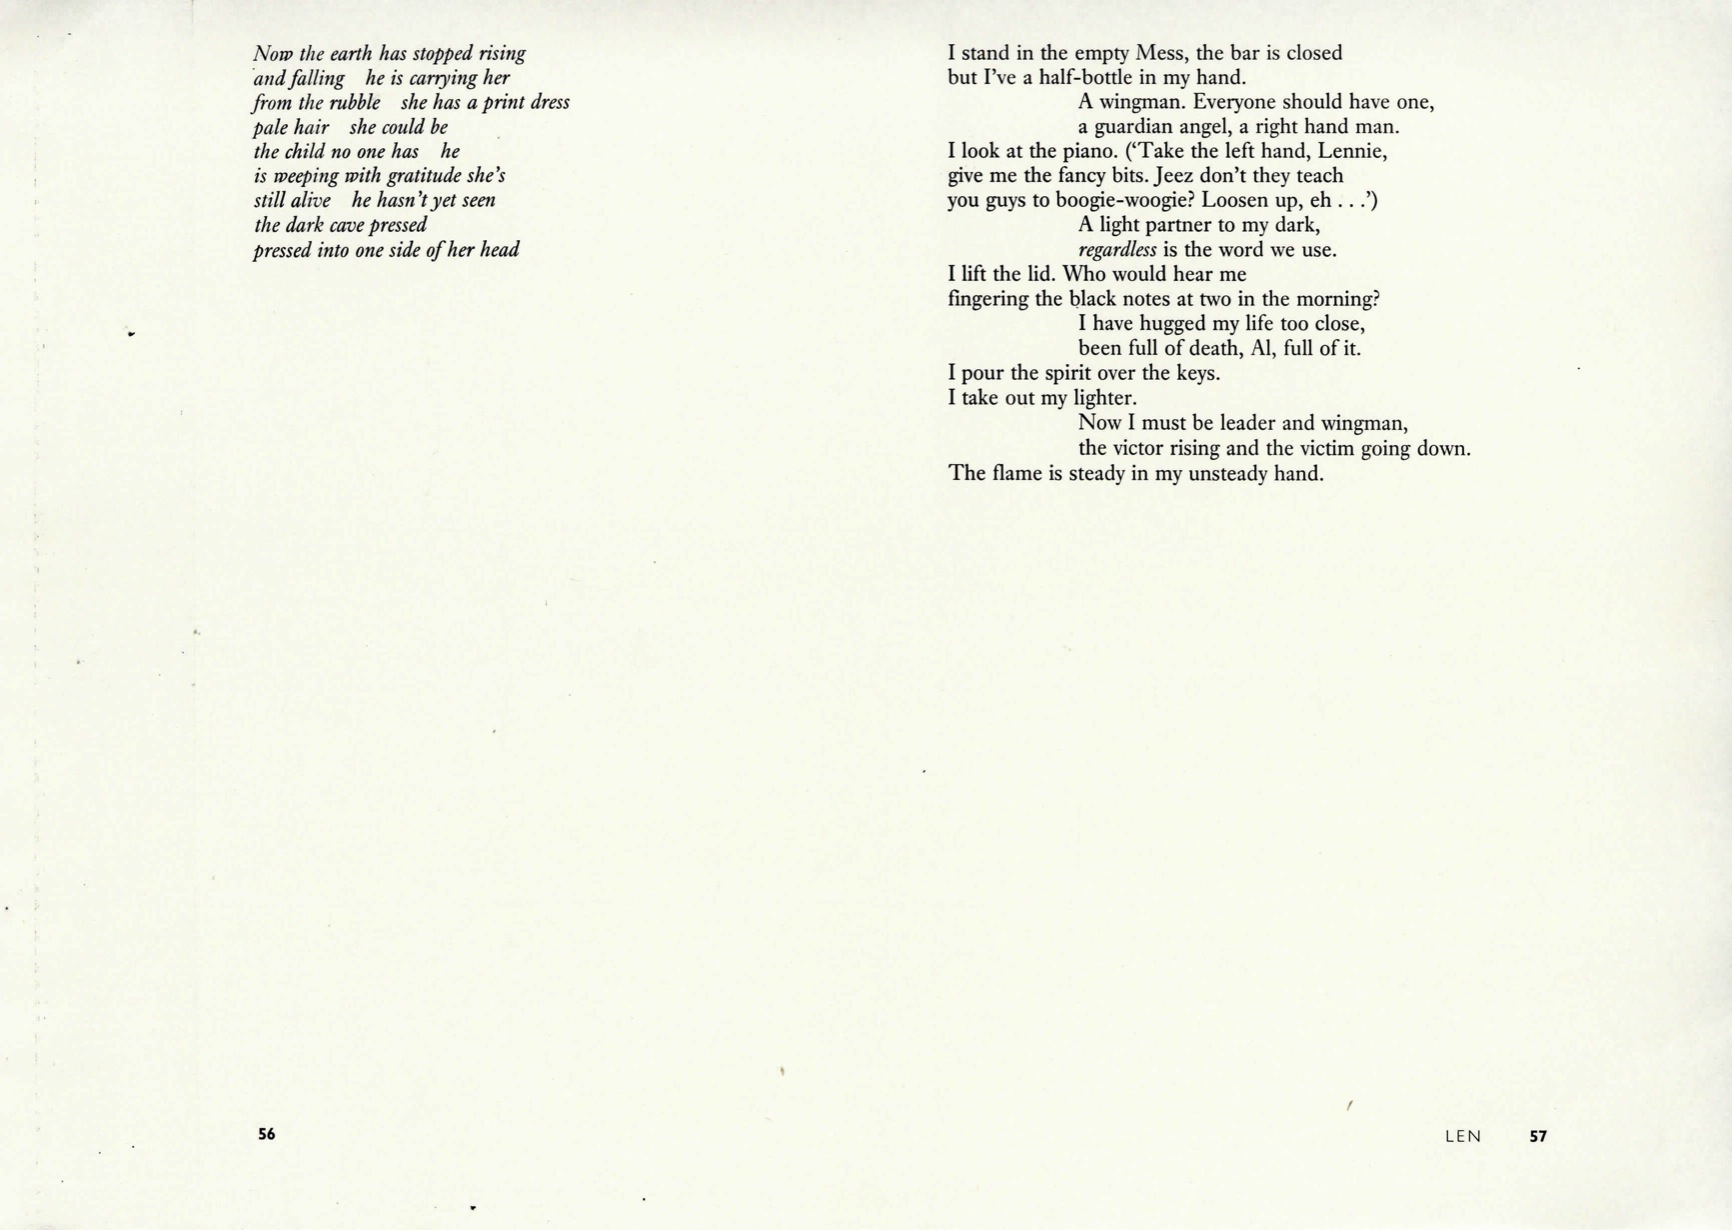 Now the earth has stopped rising
and falling   he is carrying her
from the rubble   she has a print dress
pale hair   she could be
the child no one has   he
is weeping with gratitude she's
still alive   he hasn't yet seen
the dark cave pressed
pressed into one side of her head
56
I stand in the empty Mess, the bar is closed
but I've a half-bottle in my hand.
A wingman. Everyone should have one,
a guardian angel, a right hand man.
I look at the piano. (‘Take the left hand, Lennie,
give me the fancy bits. Jeez don't they teach
you guys to boogie-woogie? Loosen up, eh . . .’)
A light partner to my dark,
regardless is the word we use.
I lift the lid. Who would hear me
fingering the black notes at two in the morning?
I have hugged my life too close,
been full of death, Al, full of it.
I pour the spirit over the keys.
I take out my lighter.
Now I must be leader and wingman,
the victor rising and the victim going down.
The flame is steady in my unsteady hand.
LEN 57